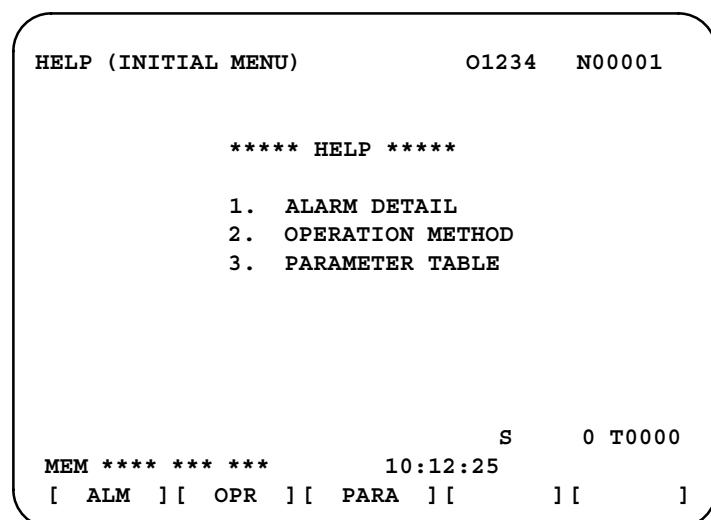 HELP (INITIAL MENU) O1234 N00001
***** HELP *****
1. ALARM DETAIL
2. OPERATION METHOD
3. PARAMETER TABLE
S 0 T0000
MEM **** *** *** 10:12:25
[ ALM ][ OPR ][ PARA ][ ][ ]